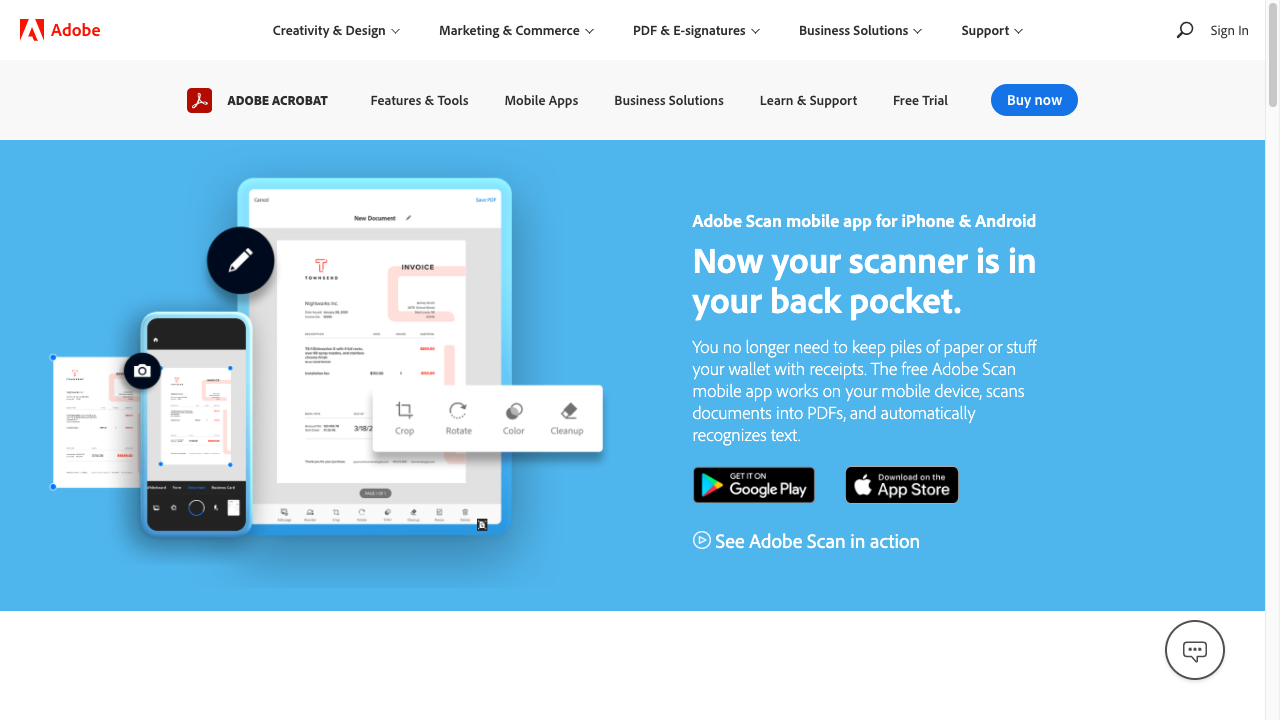 Adobe
Creativity & Design
Marketing & Commerce
PDF & E-signatures
Business Solutions
Support
Sign In
ADOBE ACROBAT
Features & Tools
Mobile Apps
Business Solutions
Learn & Support
Free Trial
Buy now
Cancel
Save PDF
New Document
TOWNSEND
INVOICE
Nightworks Inc.
Crop
Rotate
Color
Cleanup
PAGE 1 OF 1
Adobe Scan mobile app for iPhone & Android
Now your scanner is in
your back pocket.
You no longer need to keep piles of paper or stuff
your wallet with receipts. The free Adobe Scan
mobile app works on your mobile device, scans
documents into PDFs, and automatically
recognizes text.
GET IT ON
Google Play
Download on the
App Store
See Adobe Scan in action